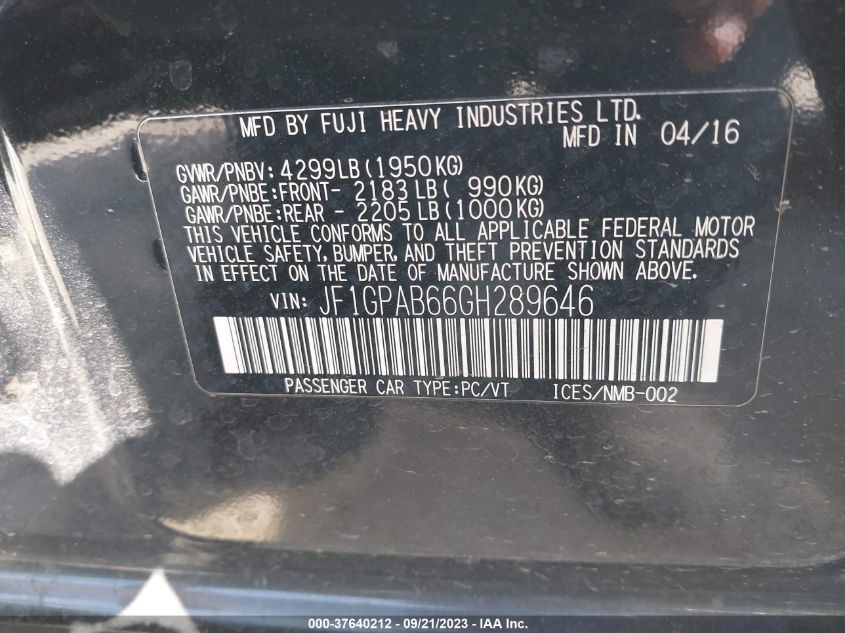 MFD BY FUJI HEAVY INDUSTRIES LTD.
MFD IN 04/16
GVWR/PNBV: 4299LB (1950KG)
GAWR/PNBE: FRONT- 2183 LB ( 990KG)
GAWR/PNBE: REAR - 2205 LB (1000KG)
THIS VEHICLE CONFORMS TO ALL APPLICABLE FEDERAL MOTOR
VEHICLE SAFETY, BUMPER, AND THEFT PREVENTION STANDARDS
IN EFFECT ON THE DATE OF MANUFACTURE SHOWN ABOVE.
VIN: JF1GPAB66GH289646
PASSENGER CAR TYPE:PC/VT ICES/NMB-002
000-37640212 - 09/21/2023 - IAA Inc.